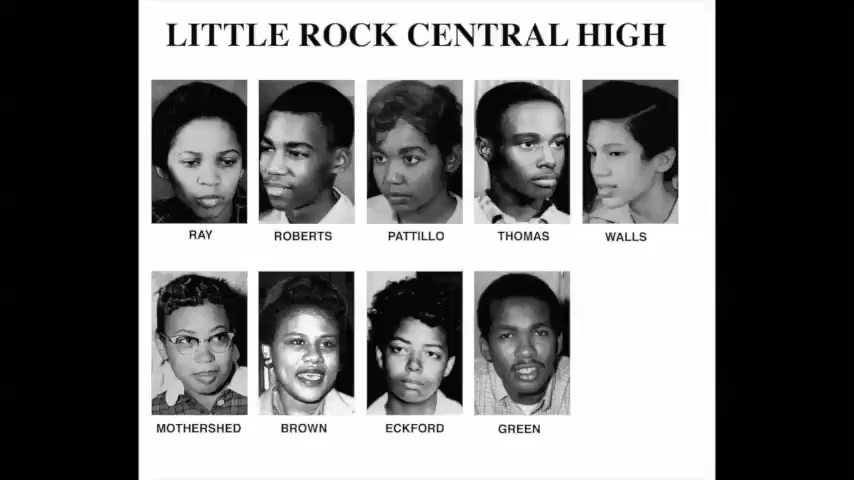 LITTLE ROCK CENTRAL HIGH
RAY ROBERTS PATTILLO THOMAS WALLS
MOTHERSHED BROWN ECKFORD GREEN